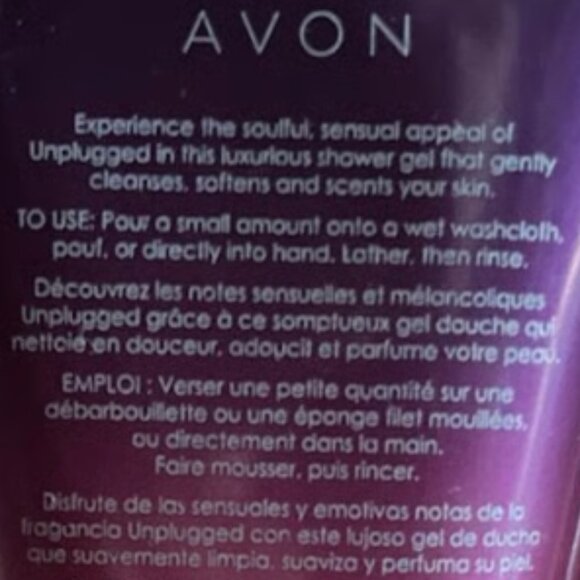 AVON
Experience the soulful, sensual appeal of
Unplugged in this luxurious shower gel that gently
cleanses, softens and scents your skin.
TO USE: Pour a small amount onto a wet washcloth,
pouf, or directly into hand. Lather, then rinse.
Découvrez les notes sensuelles et mélancoliques
Unplugged grâce à ce somptueux gel douche qui
nettoie en douceur, adoucit et parfume votre peau.
EMPLOI : Verser une petite quantité sur une
débarbouillette ou une éponge filet mouillées,
ou directement dans la main.
Faire mousser, puis rincer.
Disfrute de las sensuales y emotivas notas de la
fragancia Unplugged con este lujoso gel de ducha
que suavemente limpia, suaviza y perfuma su piel.